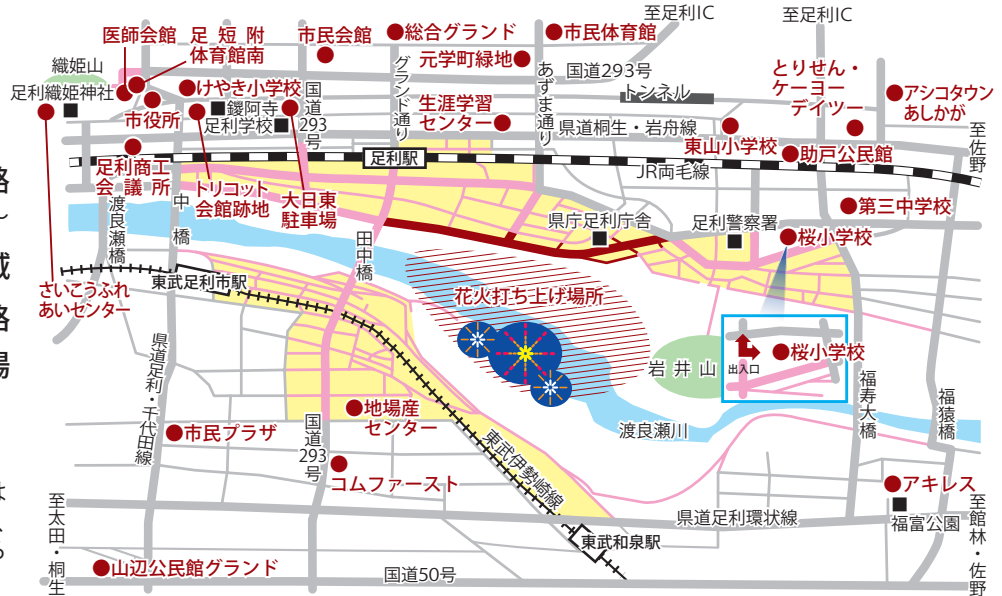 至足利IC
至足利IC
医師会館
足短附
体育館南
市民会館
総合グランド
市民体育館
元学町緑地
織姫山
足利織姫神社
けやき小学校
国道293号
グランド通り
あずま通り
国道293号
トンネル
とりせん・
ケーヨー
デイツー
アシコタウン
あしかが
市役所
鑁阿寺
足利学校
生涯学習
センター
県道桐生・岩舟線
東山小学校
助戸公民館
至佐野
足利駅
JR両毛線
足利商工
会議所
トリコット
会館跡地
大日東
駐車場
渡良瀬橋
中橋
田中橋
県庁足利庁舎
足利警察署
第三中学校
桜小学校
さいこうふれ
あいセンター
東武足利市駅
花火打ち上げ場所
岩井山
出入口
桜小学校
県道足利・千代田線
福寿大橋
福猿橋
渡良瀬川
地場産
センター
市民プラザ
国道293号
東武伊勢崎線
コムファースト
アキレス
福富公園
県道足利環状線
東武和泉駅
至太田・桐生
至館林・佐野
山辺公民館グランド
国道50号